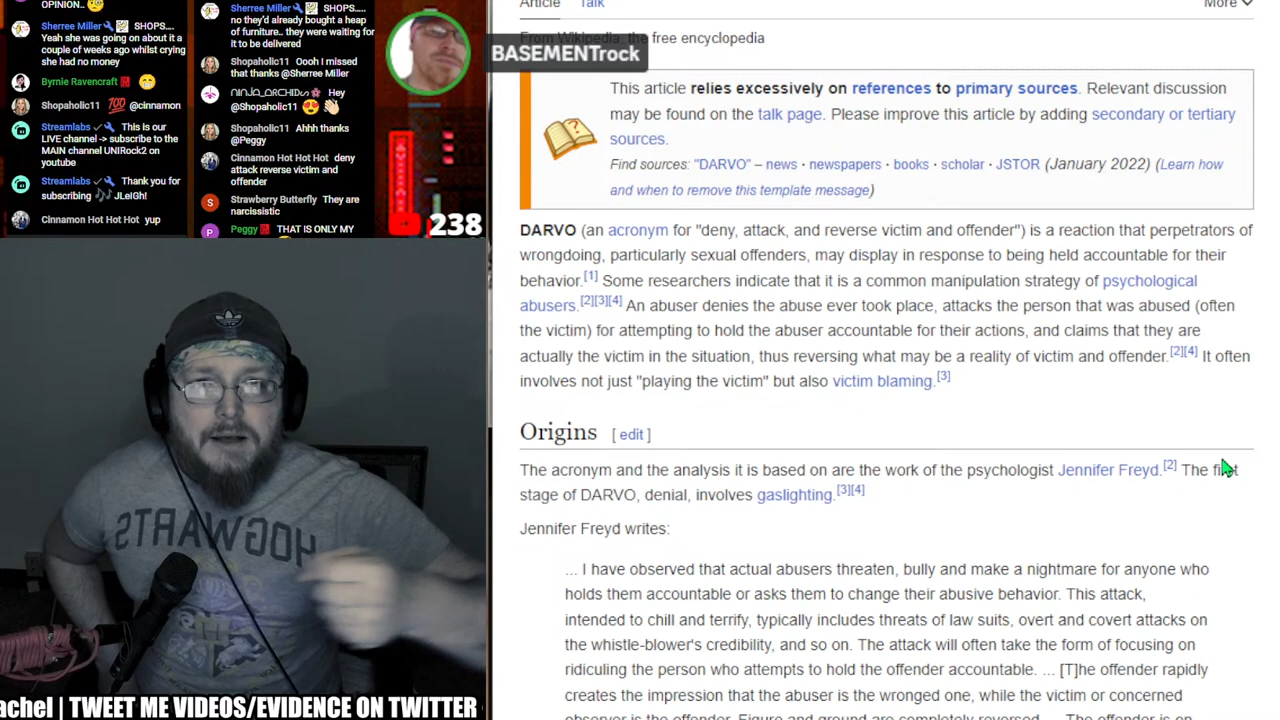 OPINION..
Sherree Miller SHOPS....
Yeah she was going on about it a
couple of weeks ago whilst crying
she had no money
Byrnie Ravencraft
Shopaholic11 💯 @cinnamon
Streamlabs This is our
LIVE channel -> subscribe to the
MAIN channel UNIRock2 on
youtube
Streamlabs Thank you for
subscribing 🎶 JLeIGh!
Cinnamon Hot Hot Hot yup
Sherree Miller SHOPS.....
no they'd already bought a heap
of furniture.. they were waiting for
it to be delivered
Shopaholic11 Oooh I missed
that thanks @Sherree Miller
Hey
@Shopaholic11 😍 👋🏻
Shopaholic11 Ahhh thanks
@Peggy
Cinnamon Hot Hot Hot deny
attack reverse victim and
offender
Strawberry Butterfly They are
narcissistic
Peggy THAT IS ONLY MY
238
BASEMENTrock
Article Talk More
From Wikipedia, the free encyclopedia
This article relies excessively on references to primary sources. Relevant discussion
may be found on the talk page. Please improve this article by adding secondary or tertiary
sources.
Find sources: "DARVO" – news · newspapers · books · scholar · JSTOR (January 2022) (Learn how
and when to remove this template message)
DARVO (an acronym for "deny, attack, and reverse victim and offender") is a reaction that perpetrators of
wrongdoing, particularly sexual offenders, may display in response to being held accountable for their
behavior.[1] Some researchers indicate that it is a common manipulation strategy of psychological
abusers.[2][3][4] An abuser denies the abuse ever took place, attacks the person that was abused (often
the victim) for attempting to hold the abuser accountable for their actions, and claims that they are
actually the victim in the situation, thus reversing what may be a reality of victim and offender.[2][4] It often
involves not just "playing the victim" but also victim blaming.[3]
Origins [ edit ]
The acronym and the analysis it is based on are the work of the psychologist Jennifer Freyd.[2] The first
stage of DARVO, denial, involves gaslighting.[3][4]
Jennifer Freyd writes:
... I have observed that actual abusers threaten, bully and make a nightmare for anyone who
holds them accountable or asks them to change their abusive behavior. This attack,
intended to chill and terrify, typically includes threats of law suits, overt and covert attacks on
the whistle-blower's credibility, and so on. The attack will often take the form of focusing on
ridiculing the person who attempts to hold the offender accountable. ... [T]he offender rapidly
creates the impression that the abuser is the wronged one, while the victim or concerned
observer is the offender. Figure and ground are completely reversed. ... The offender is on
HOGWARTS
achel | TWEET ME VIDEOS/EVIDENCE ON TWITTER